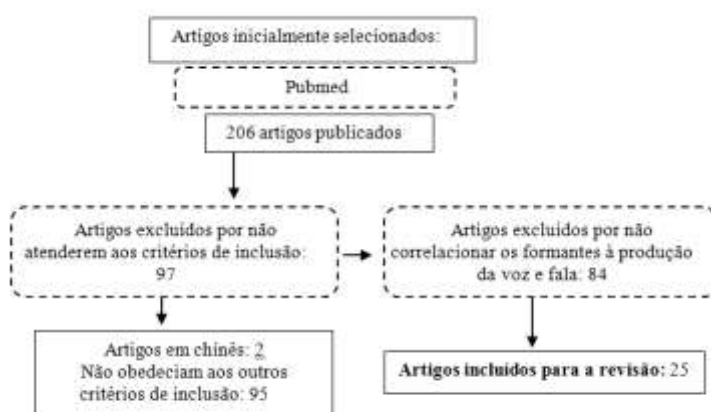 Artigos inicialmente selecionados:
Pubmed
206 artigos publicados
Artigos excluídos por não
atenderem aos critérios de inclusão:
97
Artigos excluídos por não
correlacionar os formantes à produção
da voz e fala: 84
Artigos em chinês: 2
Não obedeciam aos outros
critérios de inclusão: 95
Artigos incluídos para a revisão: 25